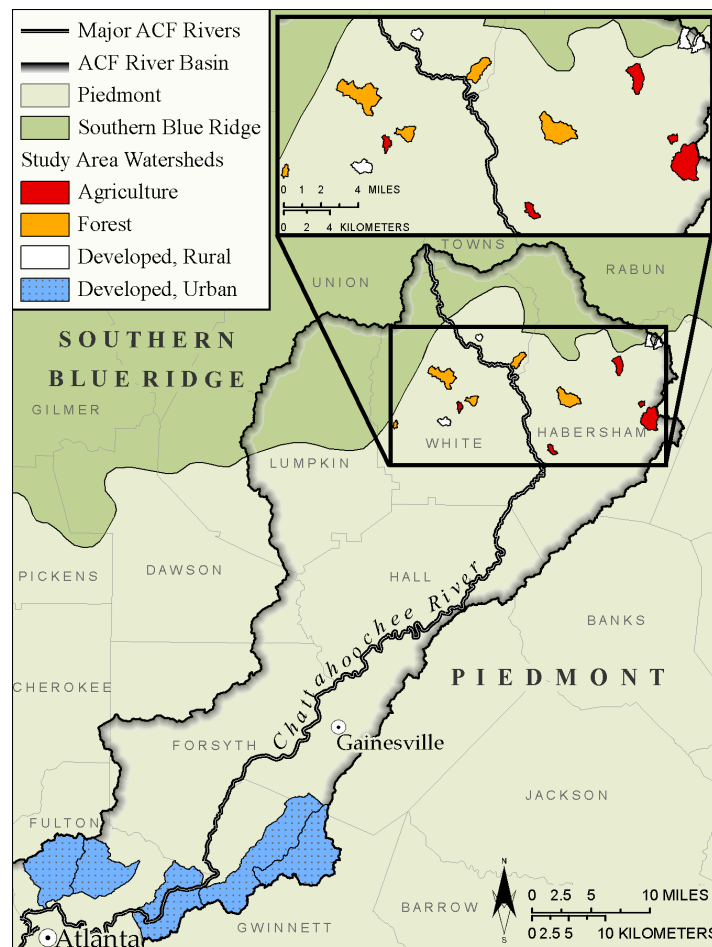 Major ACF Rivers
ACF River Basin
Piedmont
Southern Blue Ridge
Study Area Watersheds
Agriculture
Forest
Developed, Rural
Developed, Urban
0 1 2 4 MILES
0 2 4 KILOMETERS
TOWNS
UNION
RABUN
SOUTHERN
BLUE RIDGE
GILMER
WHITE
HABERSHAM
LUMPKIN
PICKENS
DAWSON
HALL
BANKS
Chattahoochee River
CHEROKEE
PIEDMONT
FORSYTH
Gainesville
JACKSON
FULTON
N
S
0 2.5 5 10 MILES
0 2.5 5 10 KILOMETERS
BARROW
GWINNETT
Atlanta